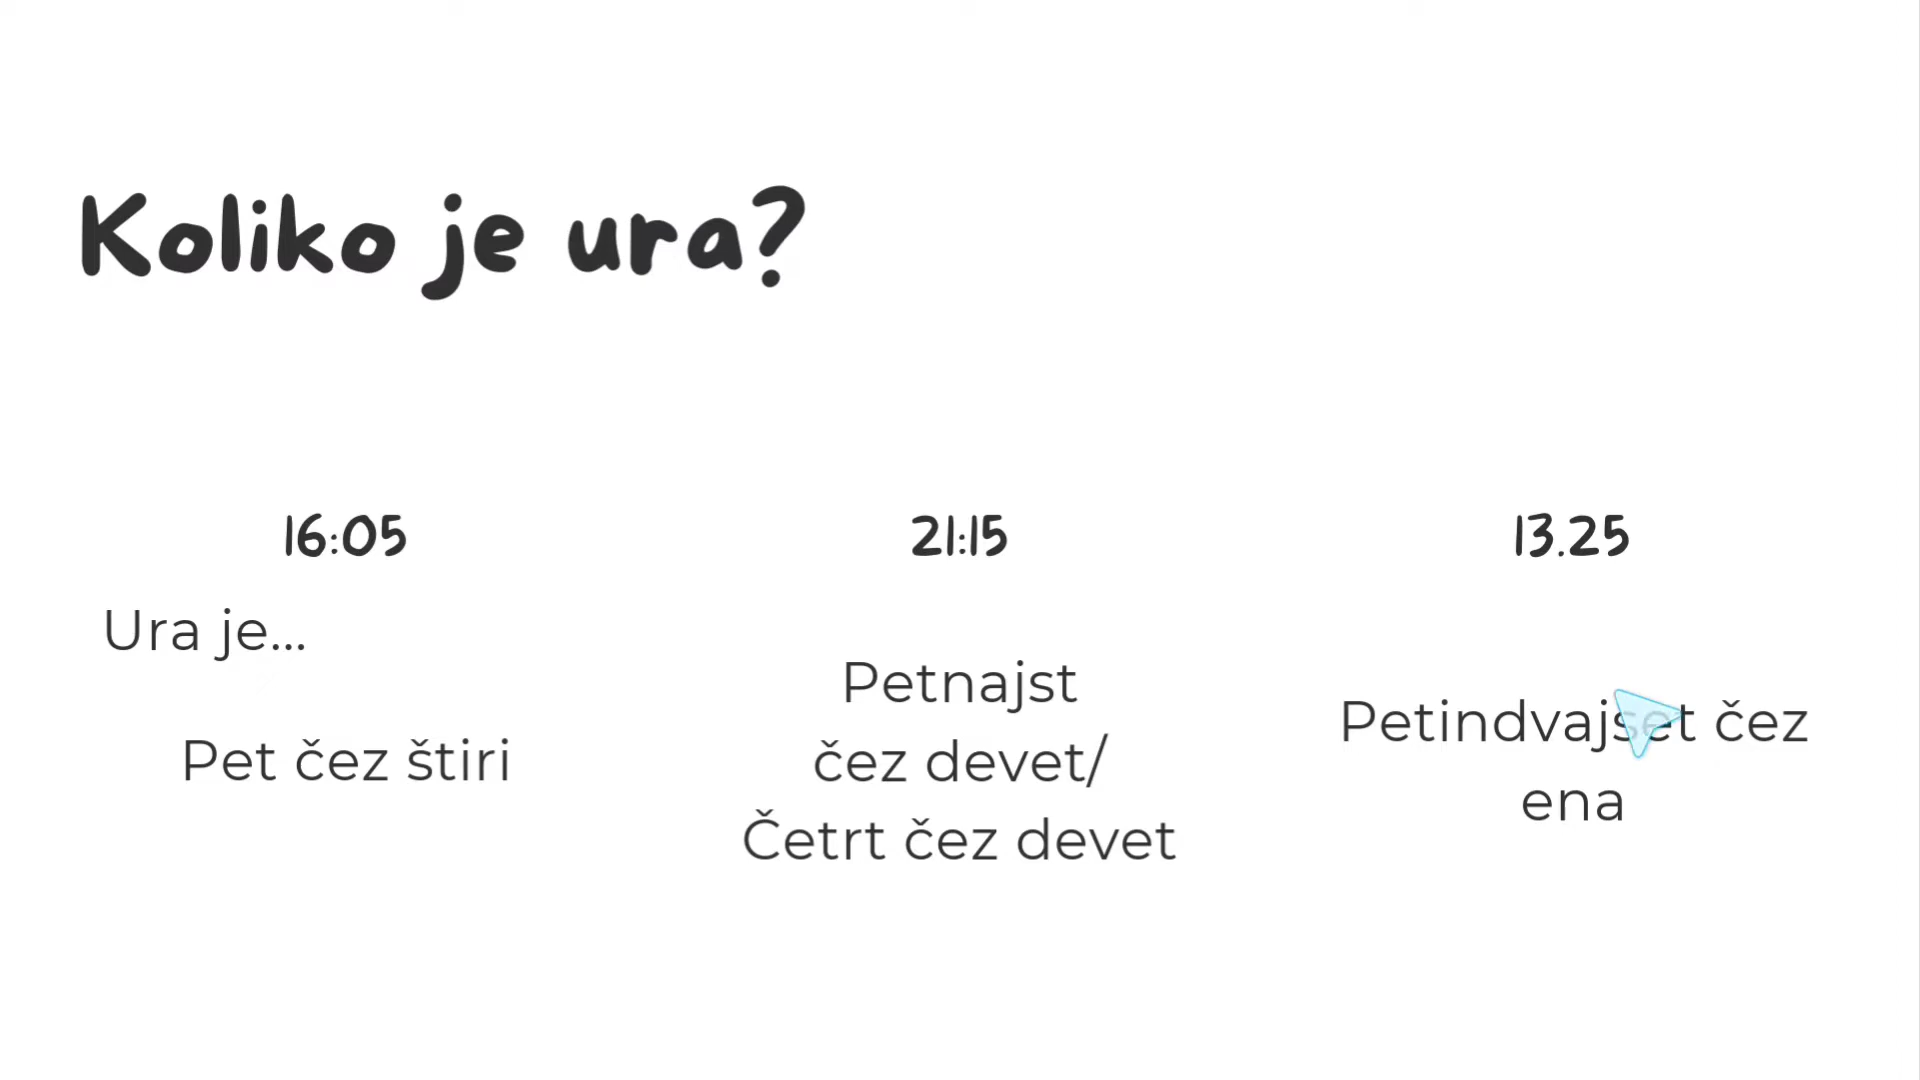 Koliko je ura?
16:05
Ura je...
Pet čez štiri
21:15
Petnajst
čez devet/
Četrt čez devet
13.25
Petindvajset čez
ena